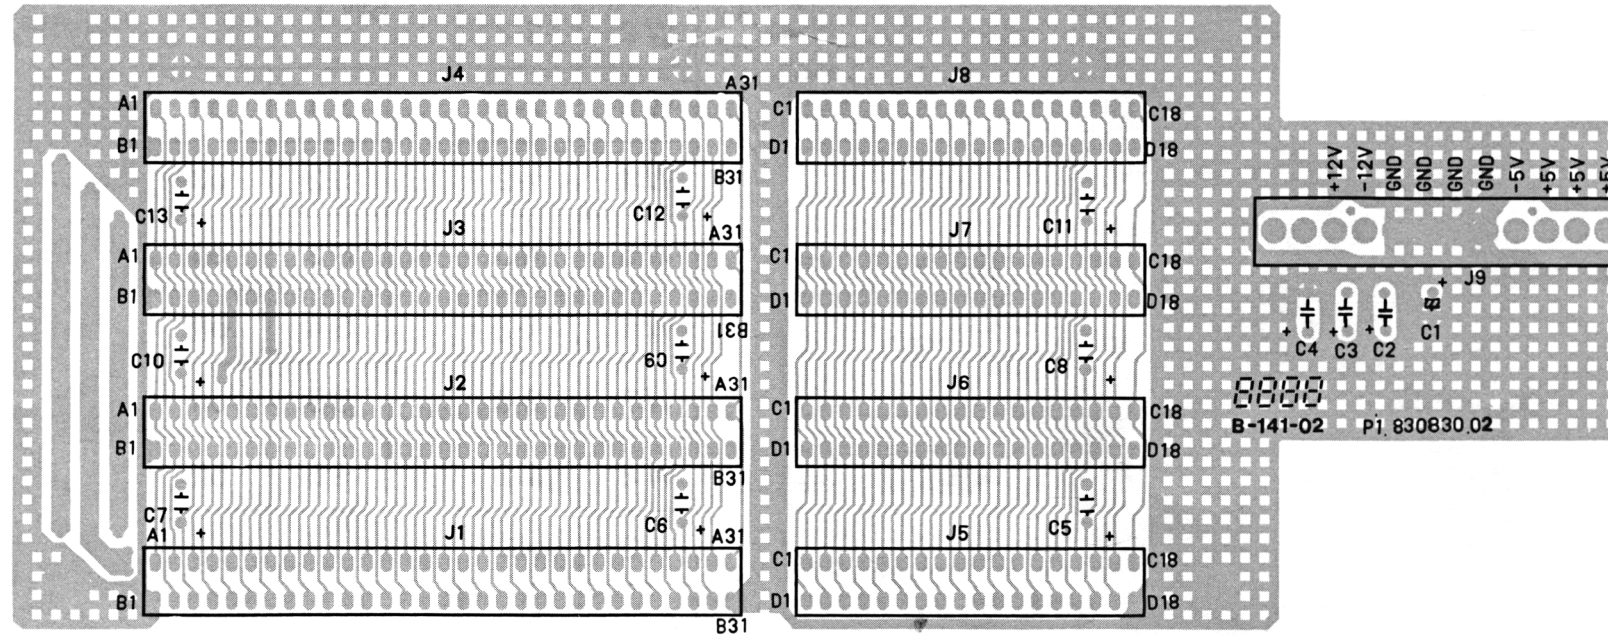 J4
J8
A1
A31
C1
C18
B1
B31
D1
D18
C13
+
C12
+
C11
+
J3
J7
A1
A31
C1
C18
B1
B31
D1
D18
C10
+
C9
+
C8
+
J2
J6
A1
A31
C1
C18
B1
B31
D1
D18
C7
+
C6
+
C5
+
J1
J5
A1
A31
C1
C18
B1
B31
D1
D18
+12V
-12V
GND
GND
GND
GND
-5V
+5V
+5V
+5V
J9
+
C4
+
C3
+
C2
+
C1
8888
B-141-02 P1. 830830.02